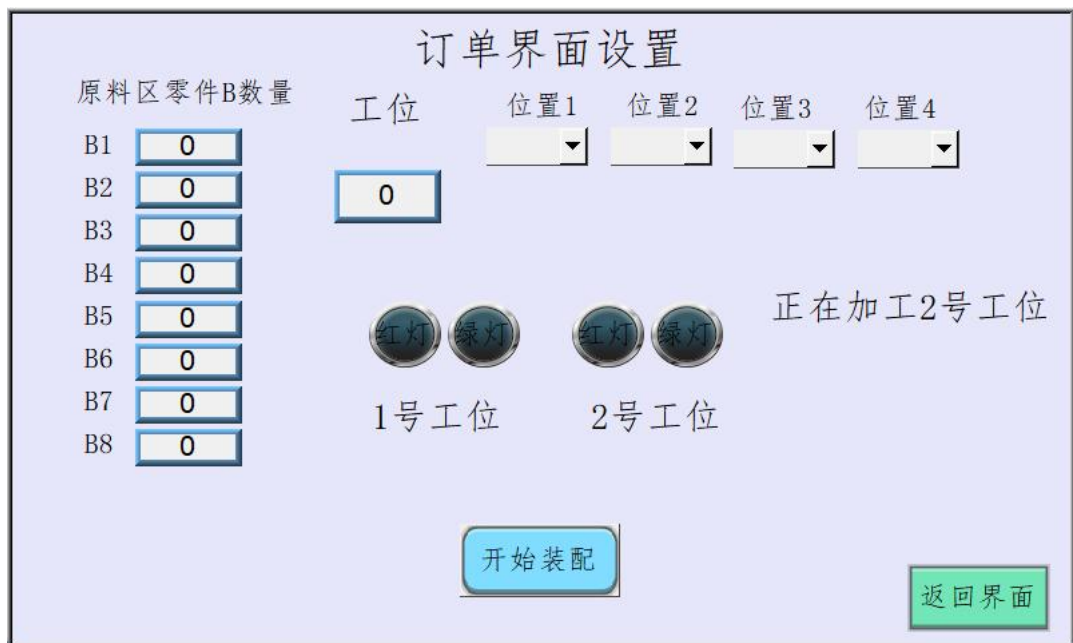 订单界面设置
原料区零件B数量
工位
位置1 位置2 位置3 位置4
B1 0
B2 0
0
B3 0
B4 0
B5 0
B6 0
B7 0
B8 0
正在加工2号工位
红灯 绿灯 红灯 绿灯
1号工位 2号工位
开始装配
返回界面